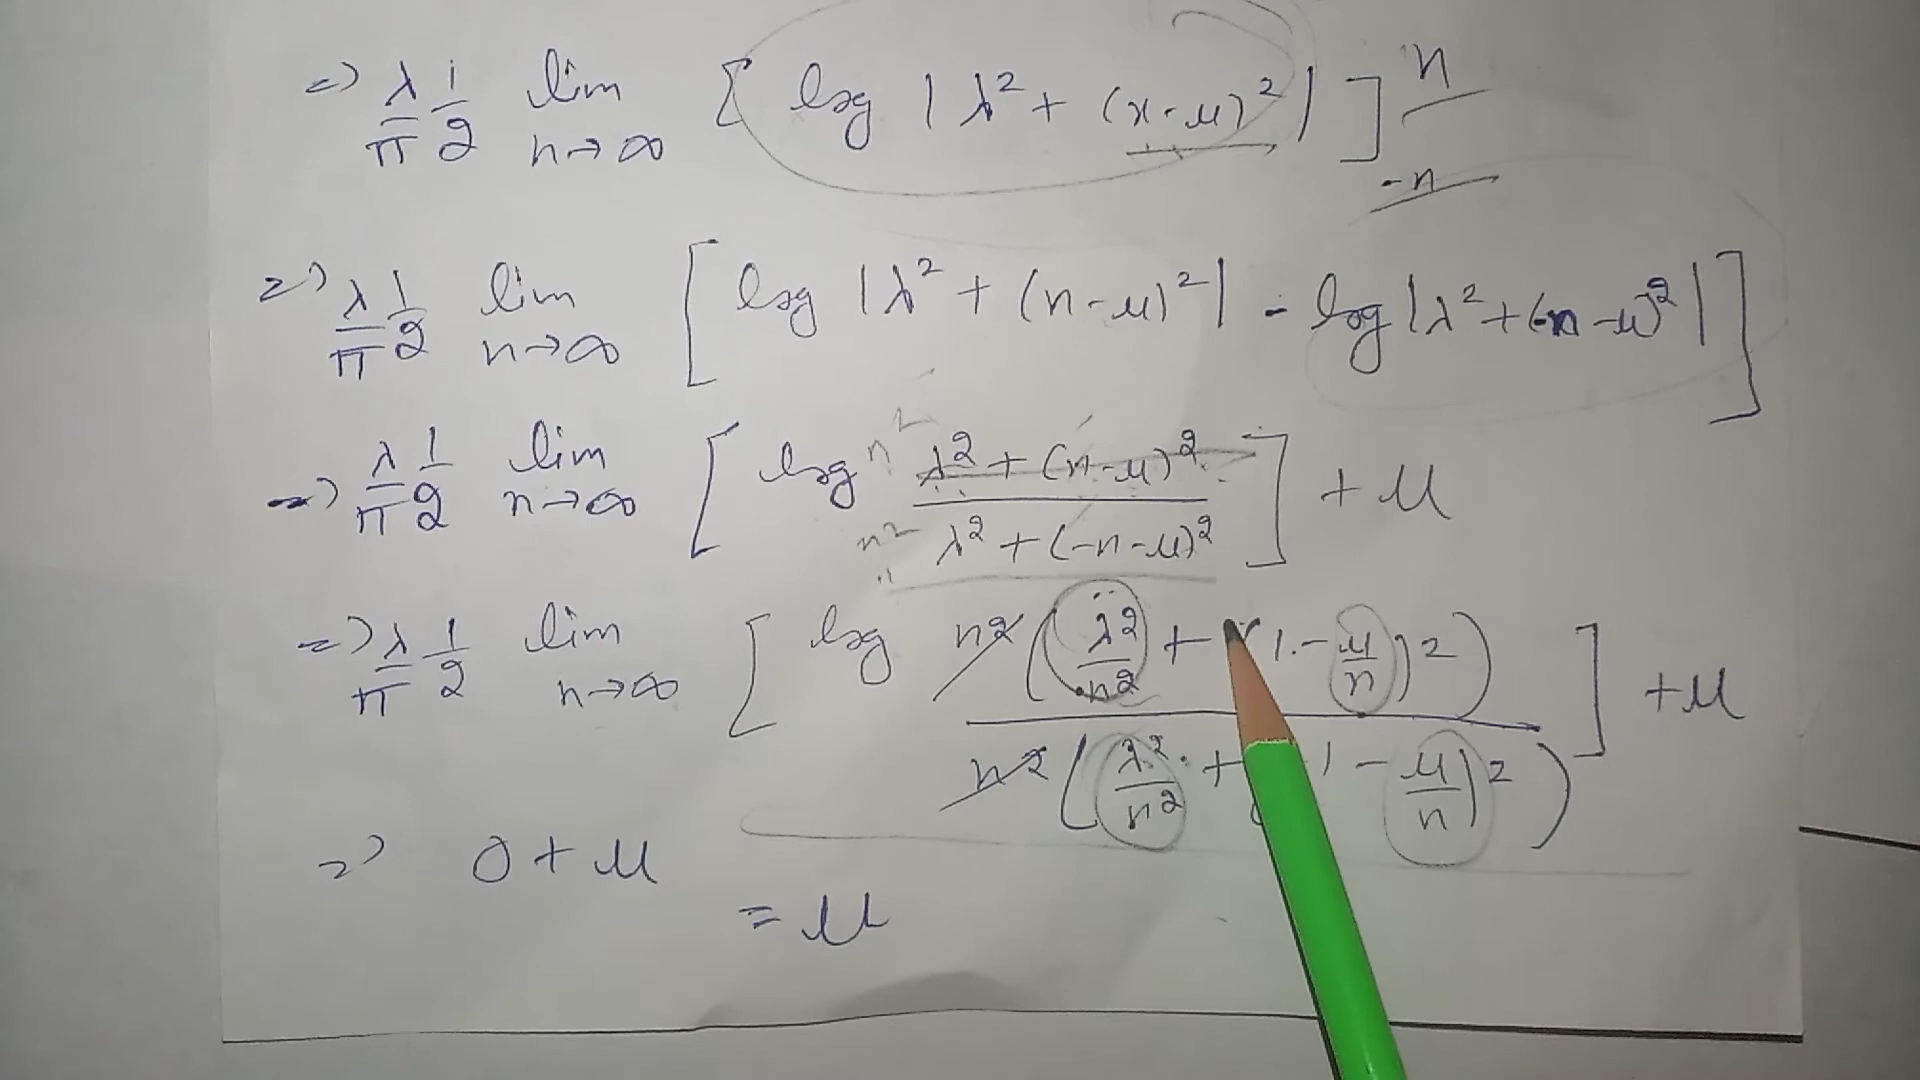 => λ/π 1/2 lim n→∞ [log |λ² + (x-μ)²|]ⁿ₋ₙ
=> λ/π 1/2 lim n→∞ [log |λ² + (n-μ)²| - log |λ² + (-n-μ)²|]
=> λ/π 1/2 lim n→∞ [log n² λ² + (n-μ)² / n² λ² + (-n-μ)²] + μ
=> λ/π 1/2 lim n→∞ [log n² (λ²/n² + (1-μ/n)²) / n² (λ²/n² + 1 - μ/n)²)] + μ
=> 0 + μ
= μ